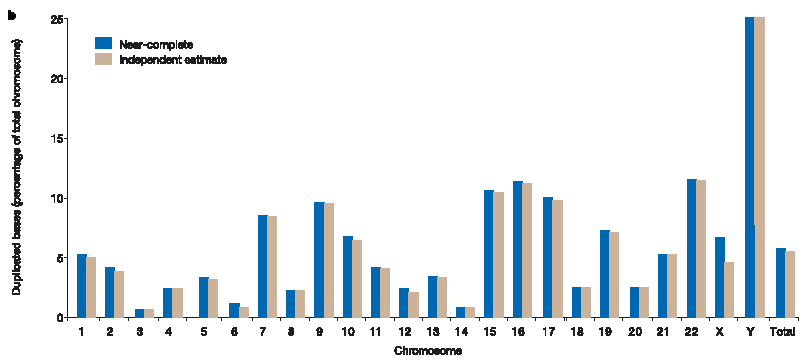 b
25
20
15
10
5
0
Duplicated bases (percentage of total chromosome)
Near-complete
Independent estimate
1 2 3 4 5 6 7 8 9 10 11 12 13 14 15 16 17 18 19 20 21 22 X Y Total
Chromosome